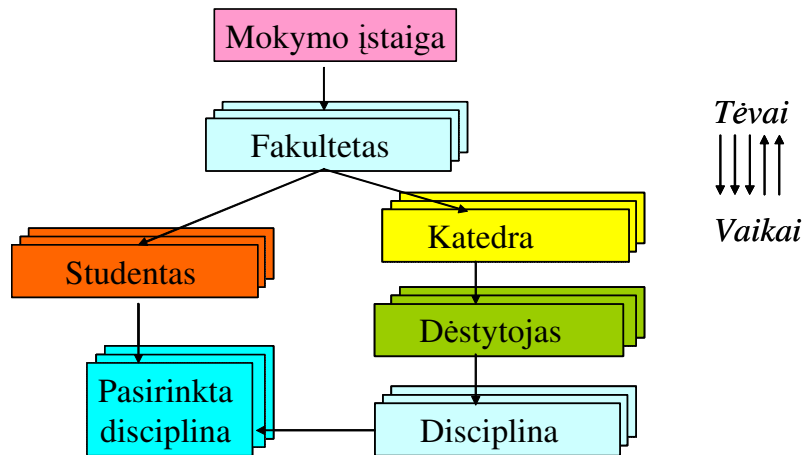 Mokymo įstaiga
Fakultetas
Tėvai
Vaikai
Katedra
Studentas
Dėstytojas
Pasirinkta
disciplina
Disciplina